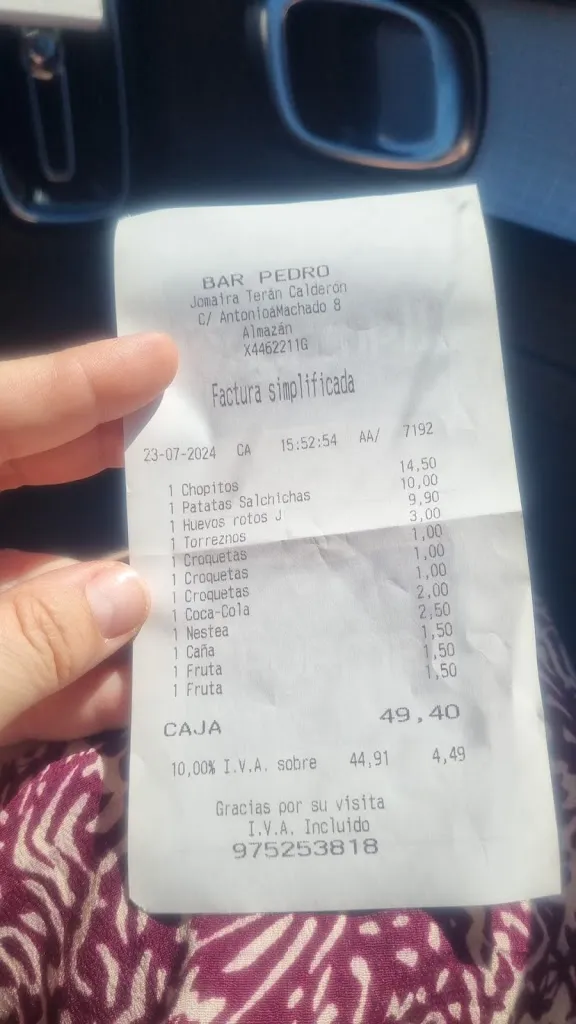 BAR PEDRO
Jomaira Terán Calderón
C/ AntonioaMachado 8
Almazán
X4462211G
Factura simplificada
23-07-2024 CA 15:52:54 AA/ 7192
1 Chopitos 14,50
1 Patatas Salchichas 10,00
1 Huevos rotos J 9,90
1 Torreznos 3,00
1 Croquetas 1,00
1 Croquetas 1,00
1 Croquetas 1,00
1 Coca-Cola 2,00
1 Nestea 2,50
1 Caña 1,50
1 Fruta 1,50
1 Fruta 1,50
CAJA 49,40
10,00% I.V.A. sobre 44,91 4,49
Gracias por su visita
I.V.A. Incluido
975253818